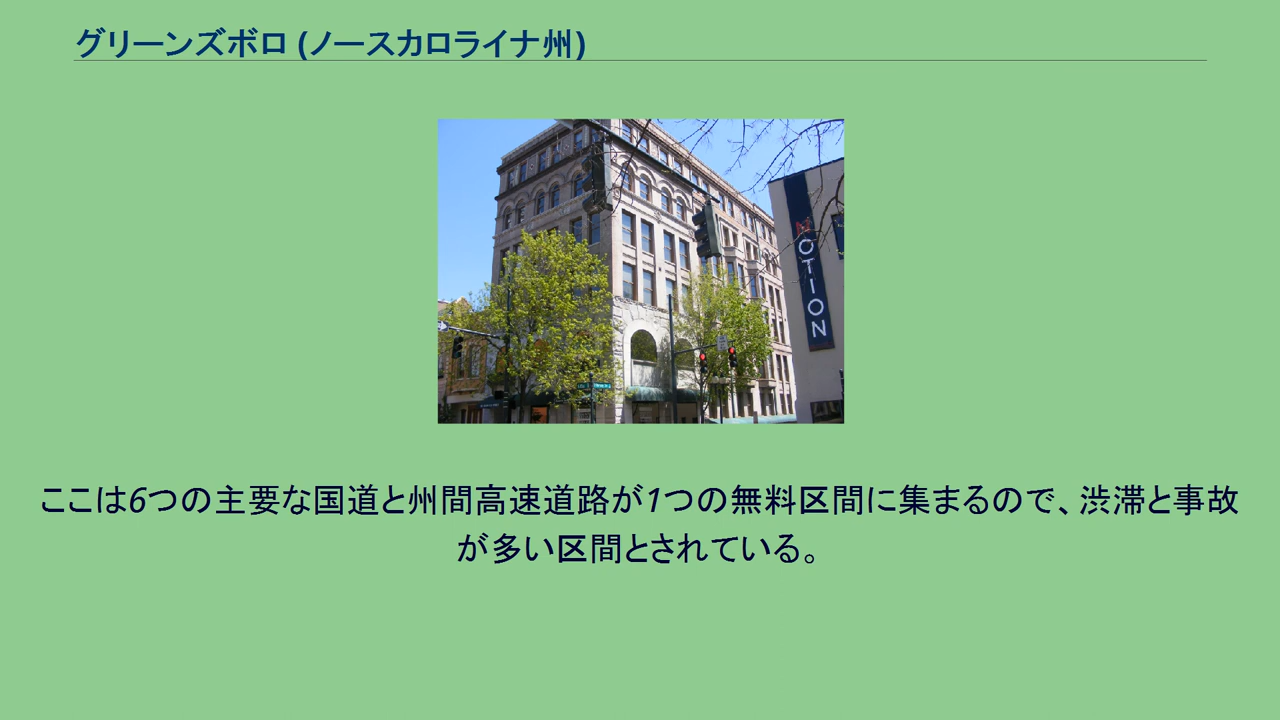 グリーンズボロ (ノースカロライナ州)
MOTION
ここは6つの主要な国道と州間高速道路が1つの無料区間に集まるので、渋滞と事故
が多い区間とされている。